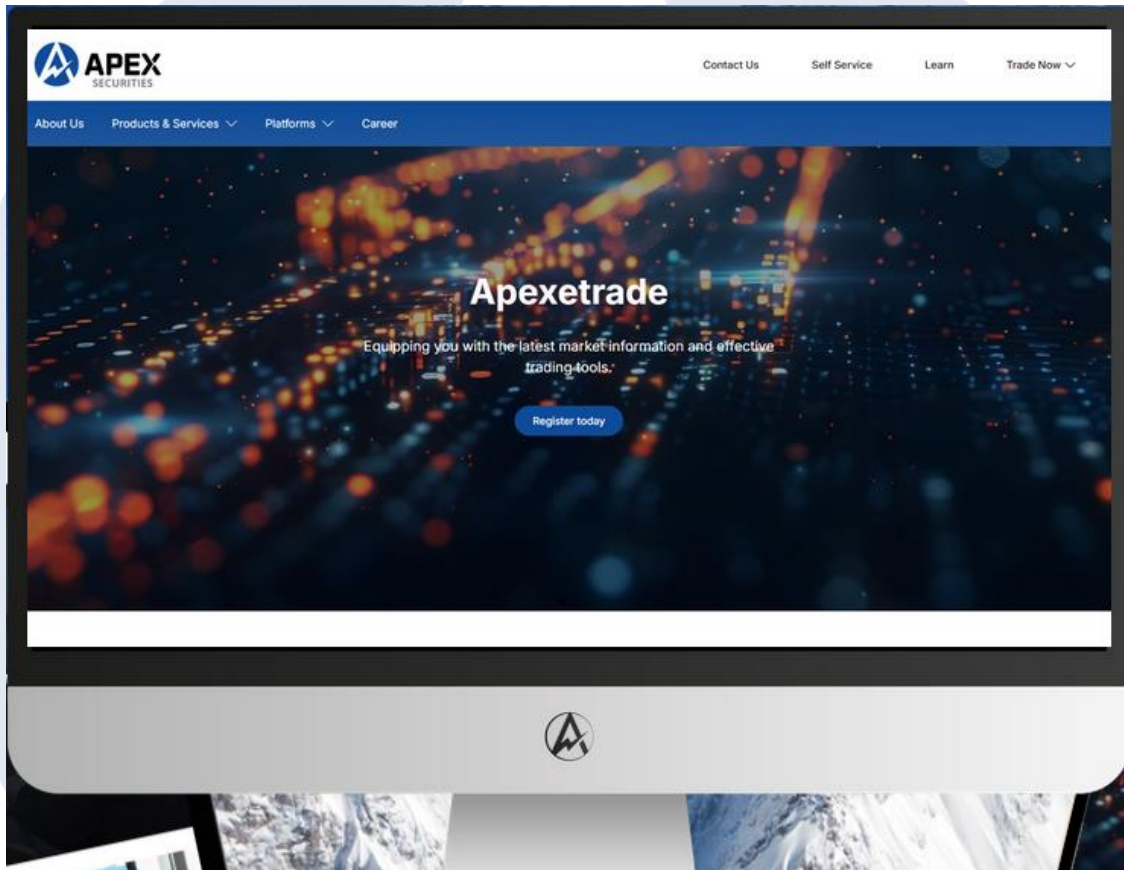 APEX
SECURITIES
Contact Us
Self Service
Learn
Trade Now
About Us
Products & Services
Platforms
Career
Apexetrade
Equipping you with the latest market information and effective
trading tools.
Register today